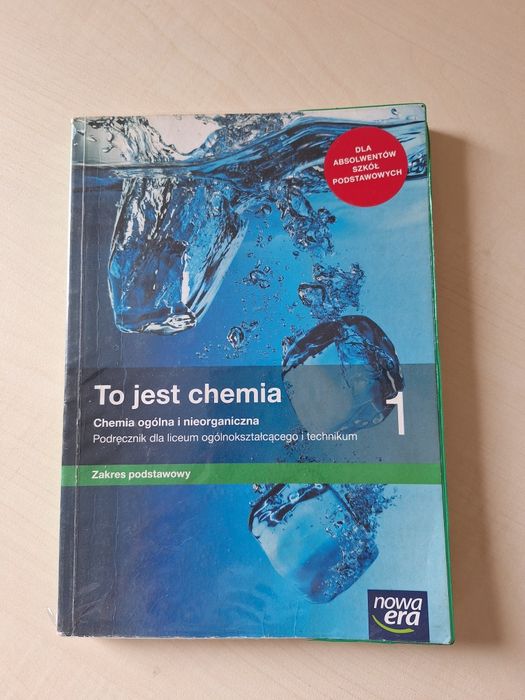 DLA
ABSOLWENTÓW
SZKÓŁ
PODSTAWOWYCH
To jest chemia
1
Chemia ogólna i nieorganiczna
Podręcznik dla liceum ogólnokształcącego i technikum
Zakres podstawowy
nowa
era